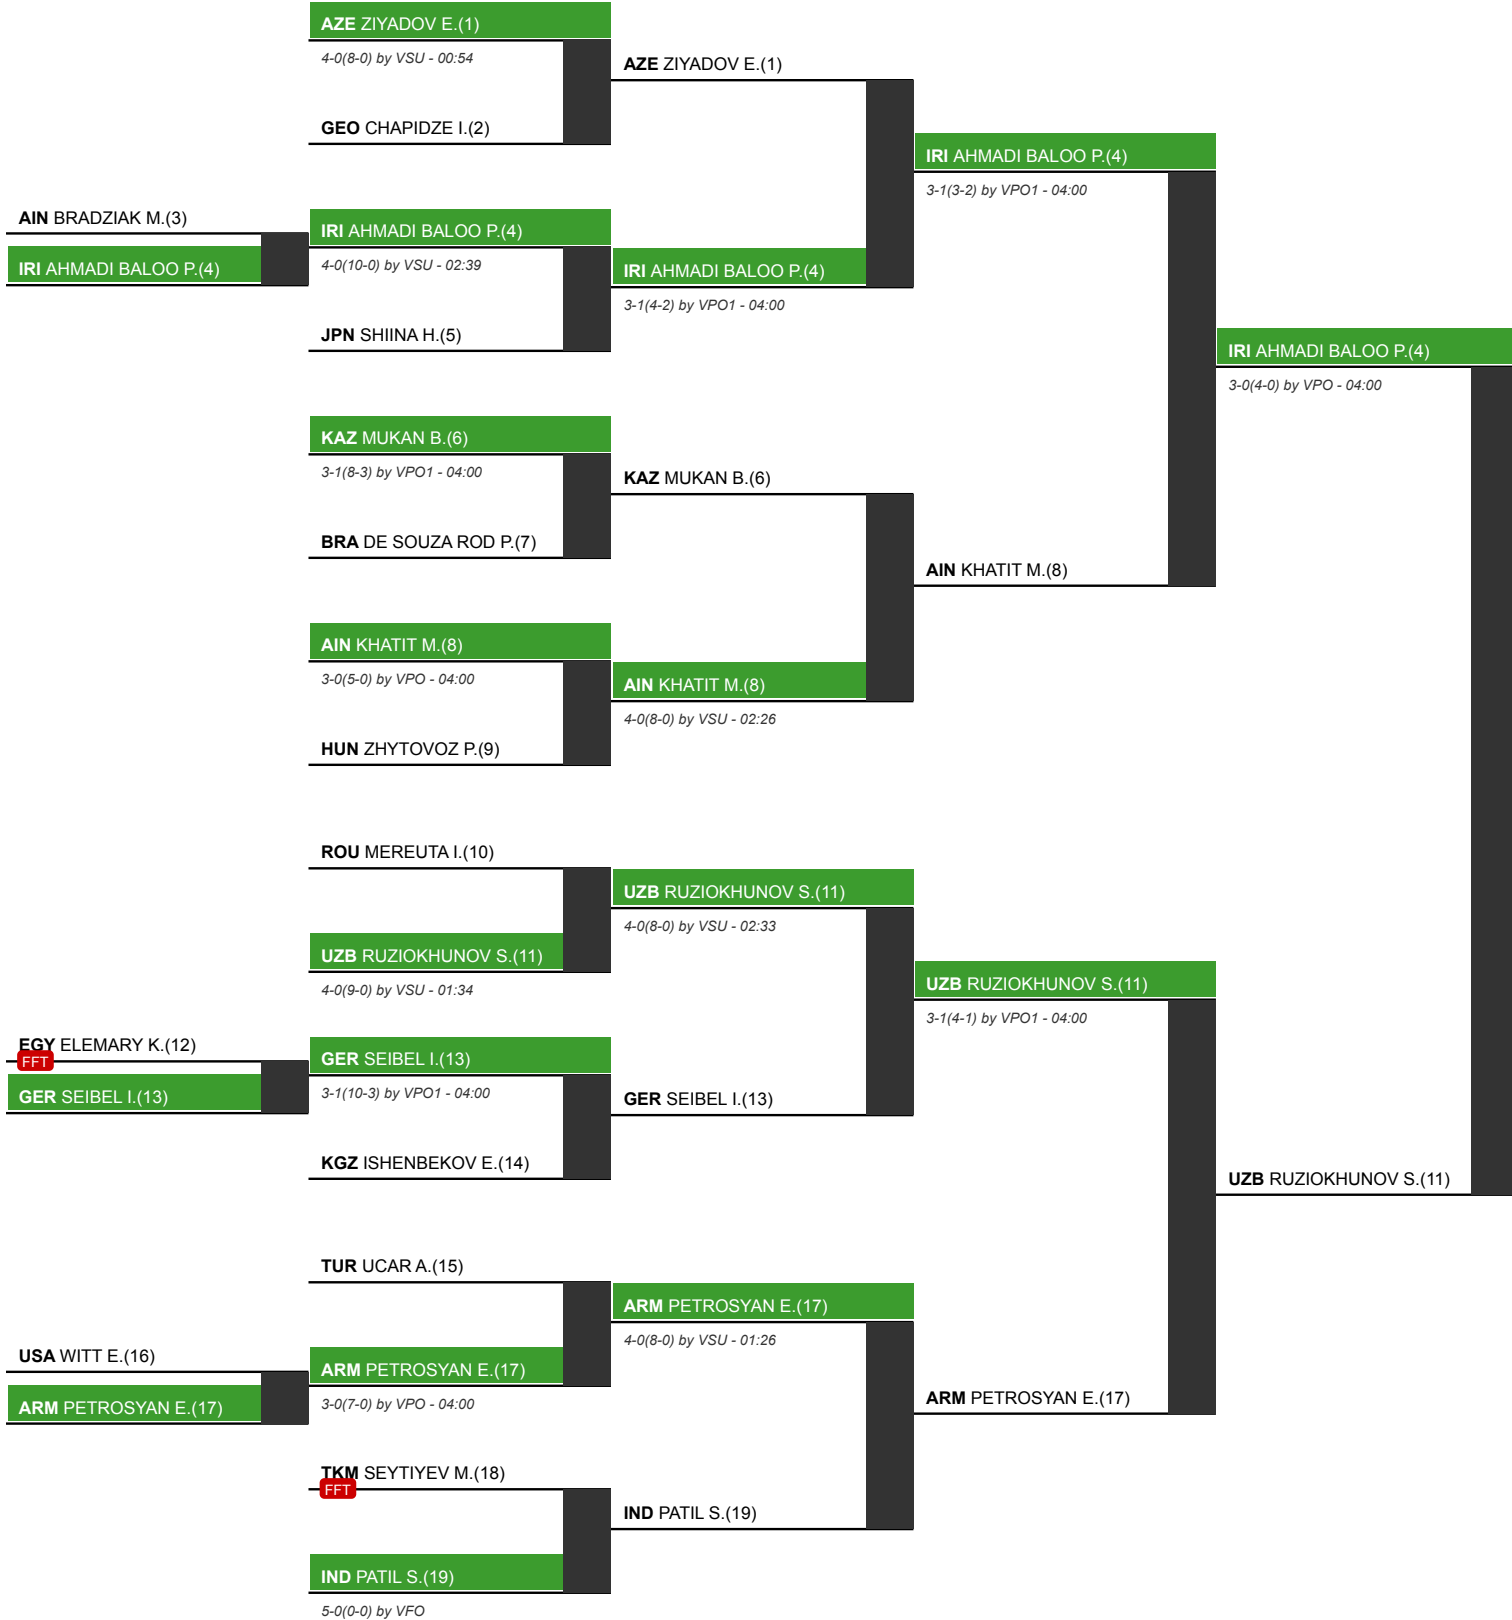 AZE ZIYADOV E.(1)
4-0(8-0) by VSU - 00:54
AZE ZIYADOV E.(1)
GEO CHAPIDZE I.(2)
IRI AHMADI BALOO P.(4)
3-1(3-2) by VPO1 - 04:00
AIN BRADZIAK M.(3)
IRI AHMADI BALOO P.(4)
IRI AHMADI BALOO P.(4)
4-0(10-0) by VSU - 02:39
IRI AHMADI BALOO P.(4)
3-1(4-2) by VPO1 - 04:00
JPN SHIINA H.(5)
IRI AHMADI BALOO P.(4)
3-0(4-0) by VPO - 04:00
KAZ MUKAN B.(6)
3-1(8-3) by VPO1 - 04:00
KAZ MUKAN B.(6)
BRA DE SOUZA ROD P.(7)
AIN KHATIT M.(8)
AIN KHATIT M.(8)
3-0(5-0) by VPO - 04:00
AIN KHATIT M.(8)
4-0(8-0) by VSU - 02:26
HUN ZHYTOVOZ P.(9)
ROU MEREUTA I.(10)
UZB RUZIOKHUNOV S.(11)
4-0(8-0) by VSU - 02:33
UZB RUZIOKHUNOV S.(11)
4-0(9-0) by VSU - 01:34
UZB RUZIOKHUNOV S.(11)
3-1(4-1) by VPO1 - 04:00
EGY ELEMARY K.(12)
FFT
GER SEIBEL I.(13)
GER SEIBEL I.(13)
3-1(10-3) by VPO1 - 04:00
GER SEIBEL I.(13)
KGZ ISHENBEKOV E.(14)
UZB RUZIOKHUNOV S.(11)
TUR UCAR A.(15)
ARM PETROSYAN E.(17)
4-0(8-0) by VSU - 01:26
USA WITT E.(16)
ARM PETROSYAN E.(17)
ARM PETROSYAN E.(17)
3-0(7-0) by VPO - 04:00
ARM PETROSYAN E.(17)
TKM SEYTIYEV M.(18)
FFT
IND PATIL S.(19)
IND PATIL S.(19)
5-0(0-0) by VFO